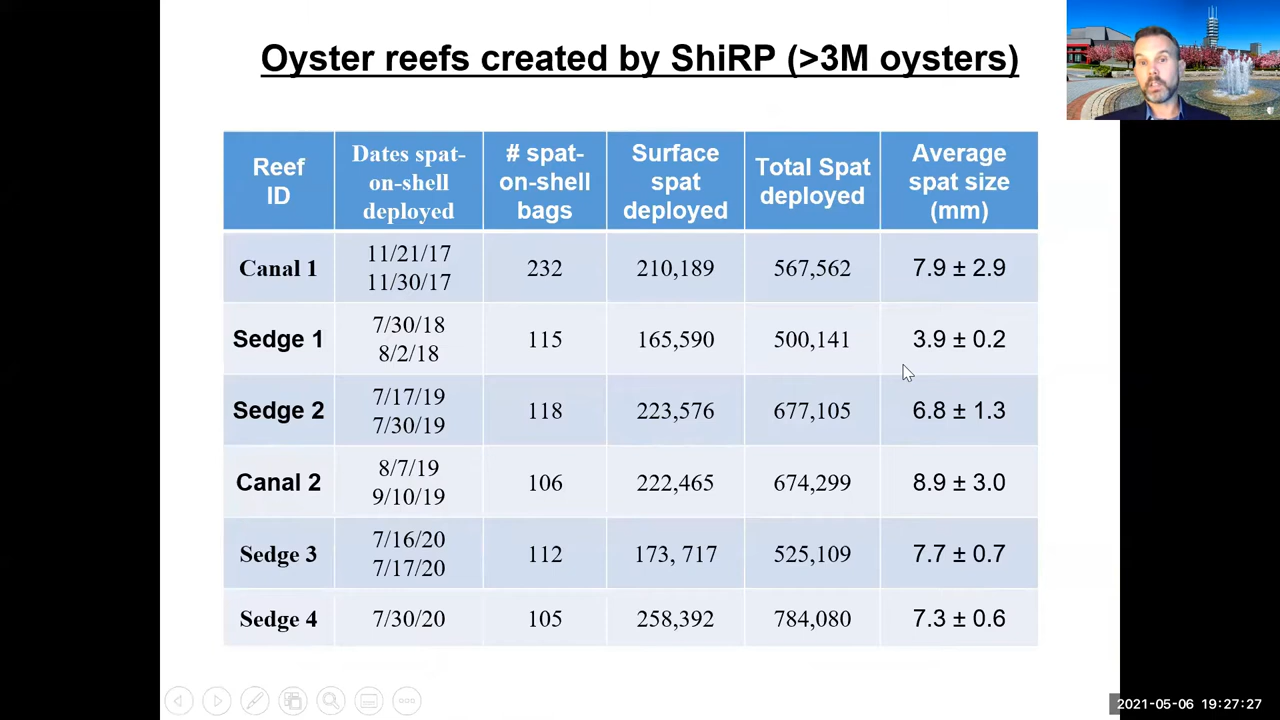 Oyster reefs created by ShiRP (>3M oysters)
Reef
ID
Dates spat-
on-shell
deployed
# spat-
on-shell
bags
Surface
spat
deployed
Total Spat
deployed
Average
spat size
(mm)
Canal 1
11/21/17
11/30/17
232
210,189
567,562
7.9 ± 2.9
Sedge 1
7/30/18
8/2/18
115
165,590
500,141
3.9 ± 0.2
Sedge 2
7/17/19
7/30/19
118
223,576
677,105
6.8 ± 1.3
Canal 2
8/7/19
9/10/19
106
222,465
674,299
8.9 ± 3.0
Sedge 3
7/16/20
7/17/20
112
173, 717
525,109
7.7 ± 0.7
Sedge 4
7/30/20
105
258,392
784,080
7.3 ± 0.6
2021-05-06 19:27:27